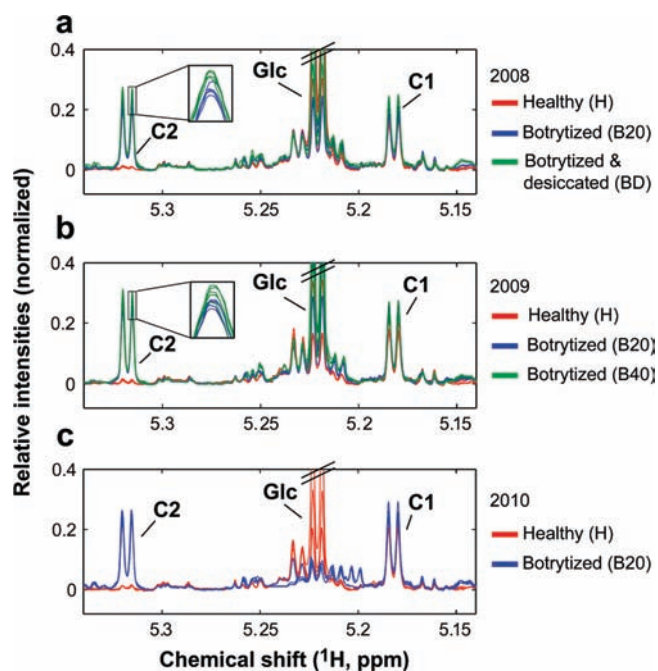 a
0.4
0.2
0
C2
Glc
C1
5.3
5.25
5.2
5.15
2008
Healthy (H)
Botrytized (B20)
Botrytized &
desiccated (BD)
b
0.4
0.2
0
C2
Glc
C1
5.3
5.25
5.2
5.15
2009
Healthy (H)
Botrytized (B20)
Botrytized (B40)
c
0.4
0.2
0
C2
Glc
C1
5.3
5.25
5.2
5.15
2010
Healthy (H)
Botrytized (B20)
Relative intensities (normalized)
Chemical shift (¹H, ppm)